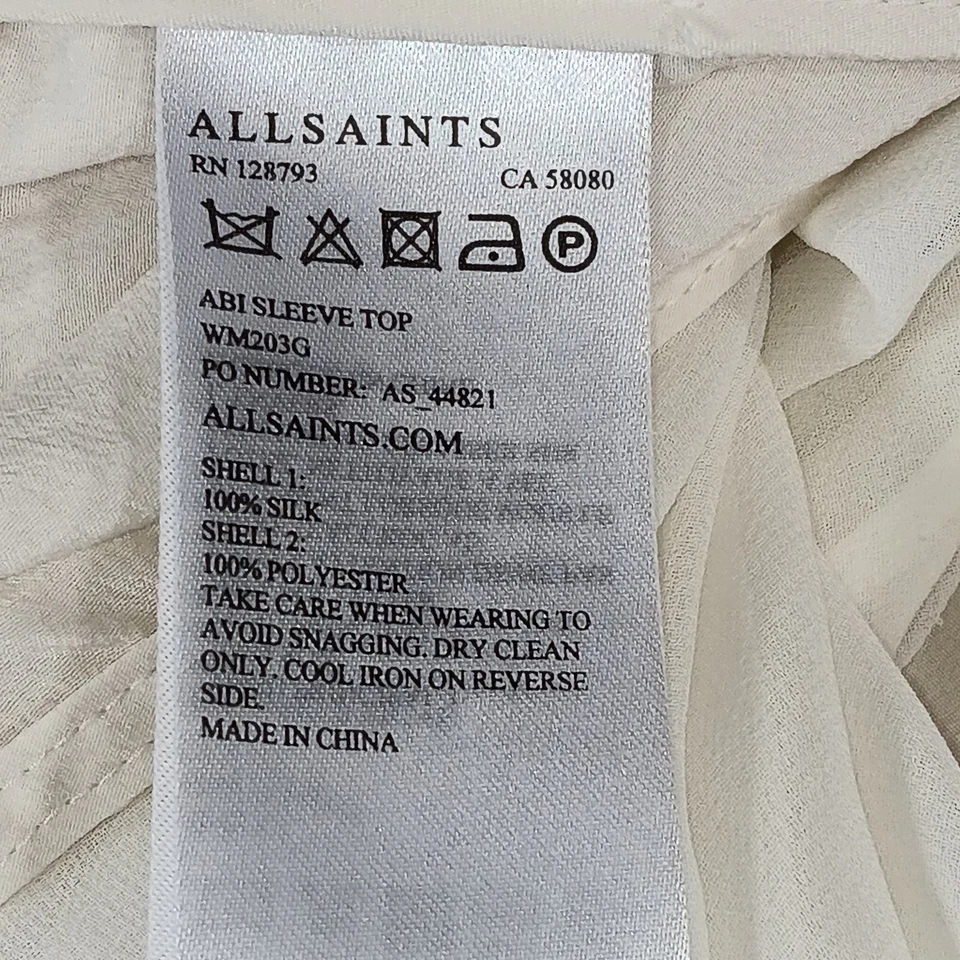 ALLSAINTS
RN 128793 CA 58080
P
ABI SLEEVE TOP
WM203G
PO NUMBER: AS_44821
ALLSAINTS.COM
SHELL 1:
100% SILK
SHELL 2:
100% POLYESTER
TAKE CARE WHEN WEARING TO
AVOID SNAGGING. DRY CLEAN
ONLY. COOL IRON ON REVERSE
SIDE.
MADE IN CHINA